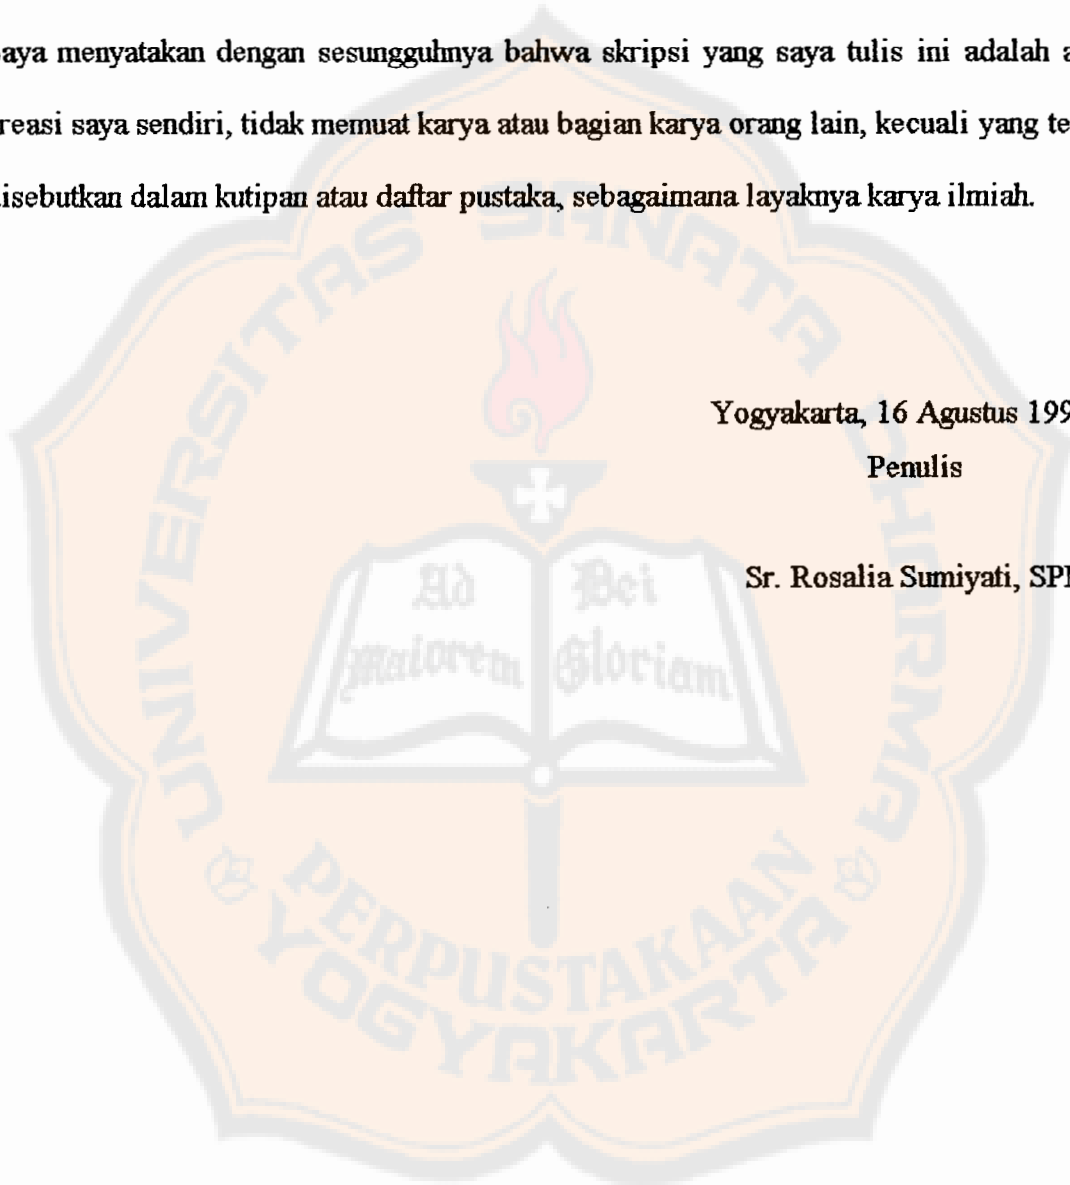 aya menyatakan dengan sesungguhnya bahwa skripsi yang saya tulis ini adalah a
reasi saya sendiri, tidak memuat karya atau bagian karya orang lain, kecuali yang te
isebutkan dalam kutipan atau daftar pustaka, sebagaimana layaknya karya ilmiah.
UNIVERSITAS SANATA DHARMA
Yogyakarta, 16 Agustus 199
Penulis
Sr. Rosalia Sumiyati, SP
Ad Dei
Maiorem Gloriam
PERPUSTAKAAN
YOGYAKARTA